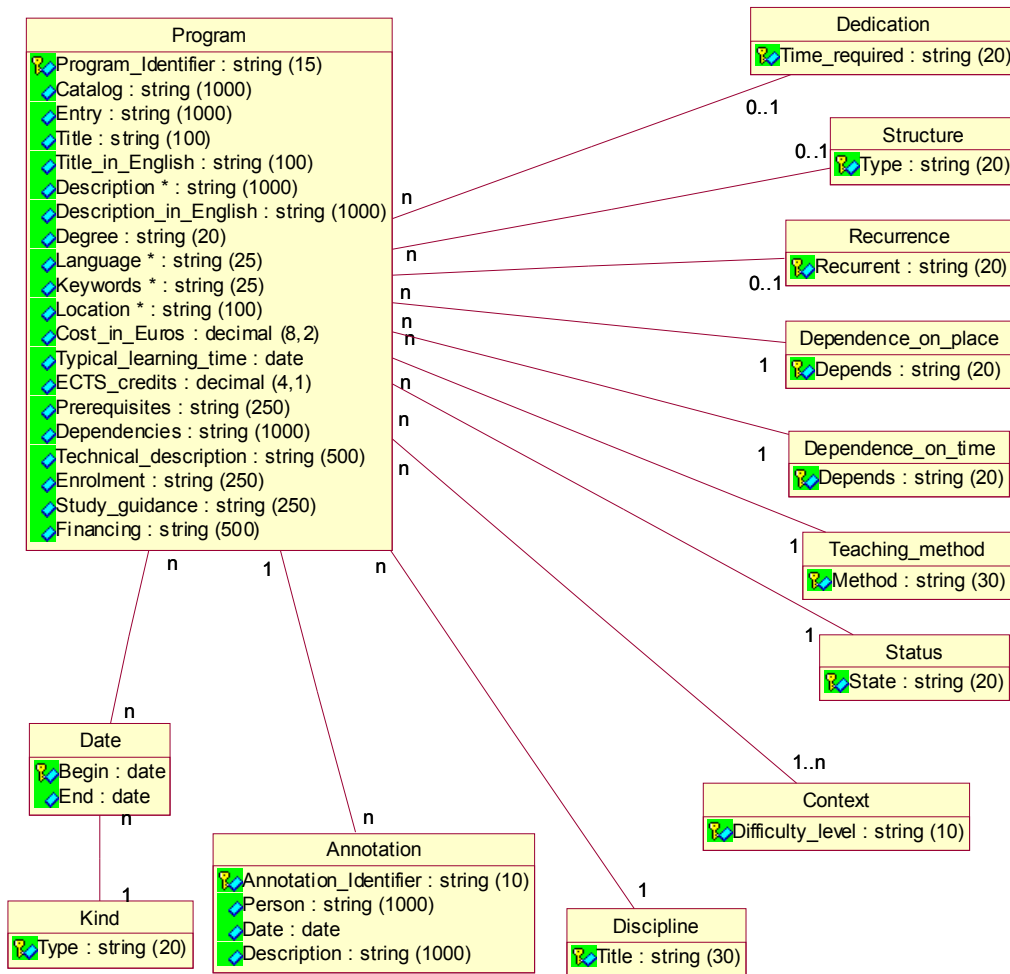 Program
Program_Identifier : string (15)
Catalog : string (1000)
Entry : string (1000)
Title : string (100)
Title_in_English : string (100)
Description * : string (1000)
Description_in_English : string (1000)
Degree : string (20)
Language * : string (25)
Keywords * : string (25)
Location * : string (100)
Cost_in_Euros : decimal (8,2)
Typical_learning_time : date
ECTS_credits : decimal (4,1)
Prerequisites : string (250)
Dependencies : string (1000)
Technical_description : string (500)
Enrolment : string (250)
Study_guidance : string (250)
Financing : string (500)
Dedication
Time_required : string (20)
0..1
n
Structure
Type : string (20)
0..1
n
Recurrence
Recurrent : string (20)
0..1
n
Dependence_on_place
Depends : string (20)
1
n
Dependence_on_time
Depends : string (20)
1
n
Teaching_method
Method : string (30)
1
n
Status
State : string (20)
1
n
Context
Difficulty_level : string (10)
1..n
n
n
1
n
Date
Begin : date
End : date
n
n
1
Kind
Type : string (20)
Annotation
Annotation_Identifier : string (10)
Person : string (1000)
Date : date
Description : string (1000)
n
Discipline
Title : string (30)
1